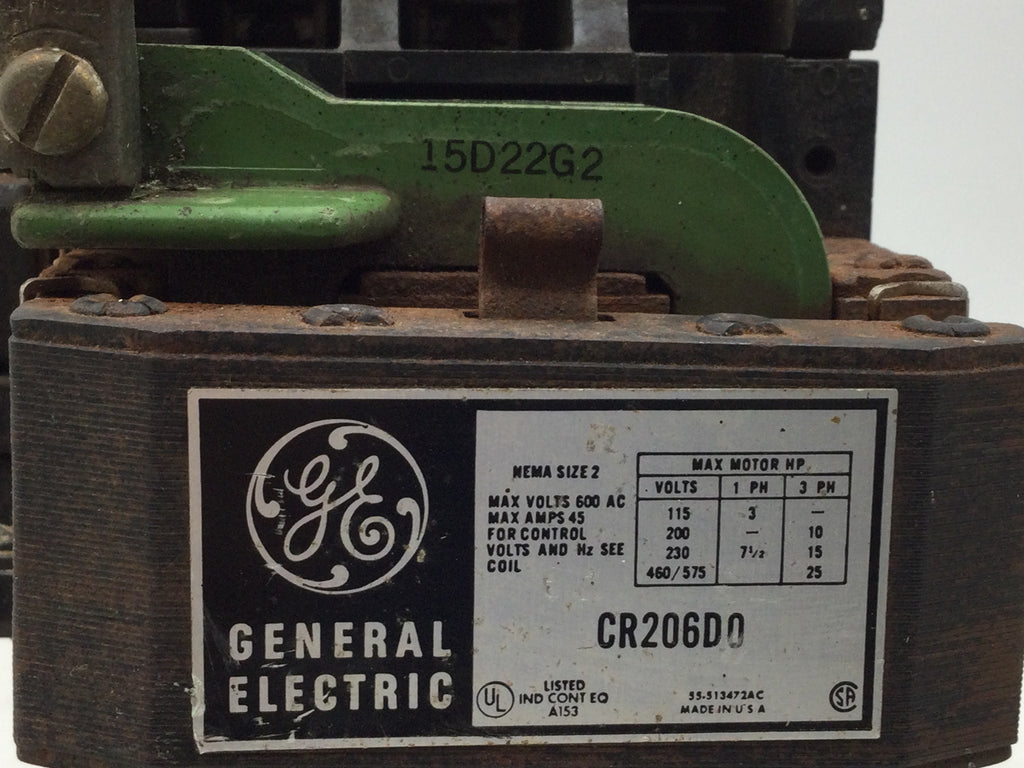 15D22G2
GE
GENERAL
ELECTRIC
NEMA SIZE 2
MAX VOLTS 600 AC
MAX AMPS 45
FOR CONTROL
VOLTS AND Hz SEE
COIL
MAX MOTOR HP
VOLTS 1 PH 3 PH
115 3 —
200 — 10
230 7 1/2 15
460/575 25
CR206D0
UL LISTED
IND CONT EQ
A153
55-513472AC
MADE IN U S A
SA